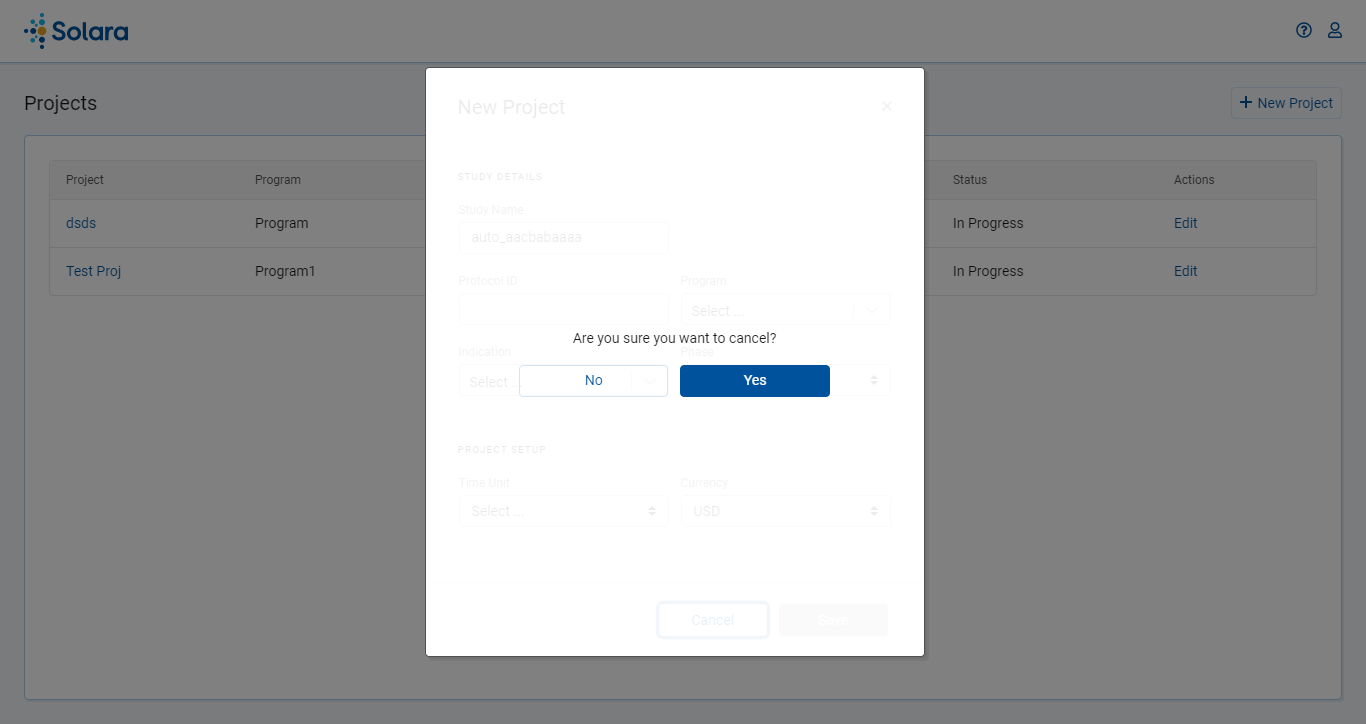 Solara
Projects
New Project
Project Program Status Actions
dsds Program In Progress Edit
Test Proj Program1 In Progress Edit
New Project
STUDY DETAILS
Study Name
auto_aacbabaaaa
Protocol ID Program
Select ...
Are you sure you want to cancel?
Indication Phase
Select ...
No Yes
PROJECT SETUP
Time Unit Currency
Select ... USD
Cancel Save